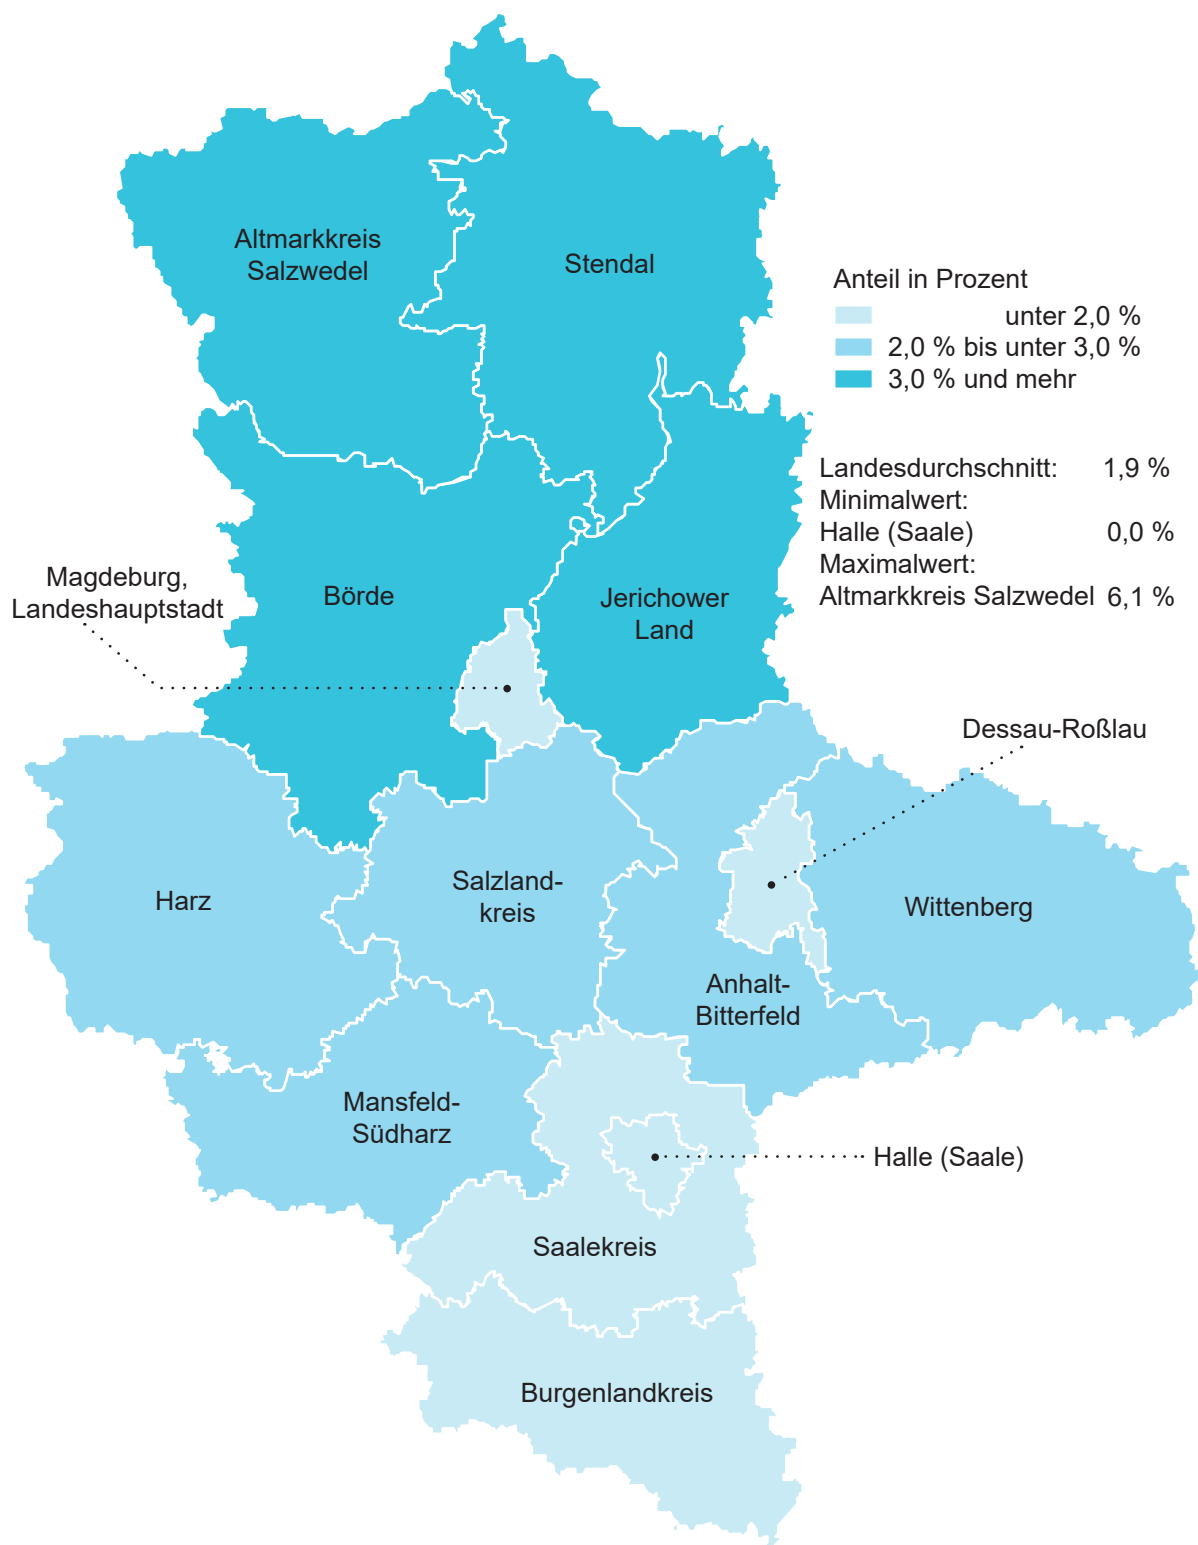 Altmarkkreis
Salzwedel
Stendal
Anteil in Prozent
unter 2,0 %
2,0 % bis unter 3,0 %
3,0 % und mehr
Landesdurchschnitt: 1,9 %
Minimalwert:
Halle (Saale) 0,0 %
Maximalwert:
Altmarkkreis Salzwedel 6,1 %
Magdeburg,
Landeshauptstadt
Börde
Jerichower
Land
Dessau-Roßlau
Harz
Salzland-
kreis
Wittenberg
Anhalt-
Bitterfeld
Mansfeld-
Südharz
Halle (Saale)
Saalekreis
Burgenlandkreis